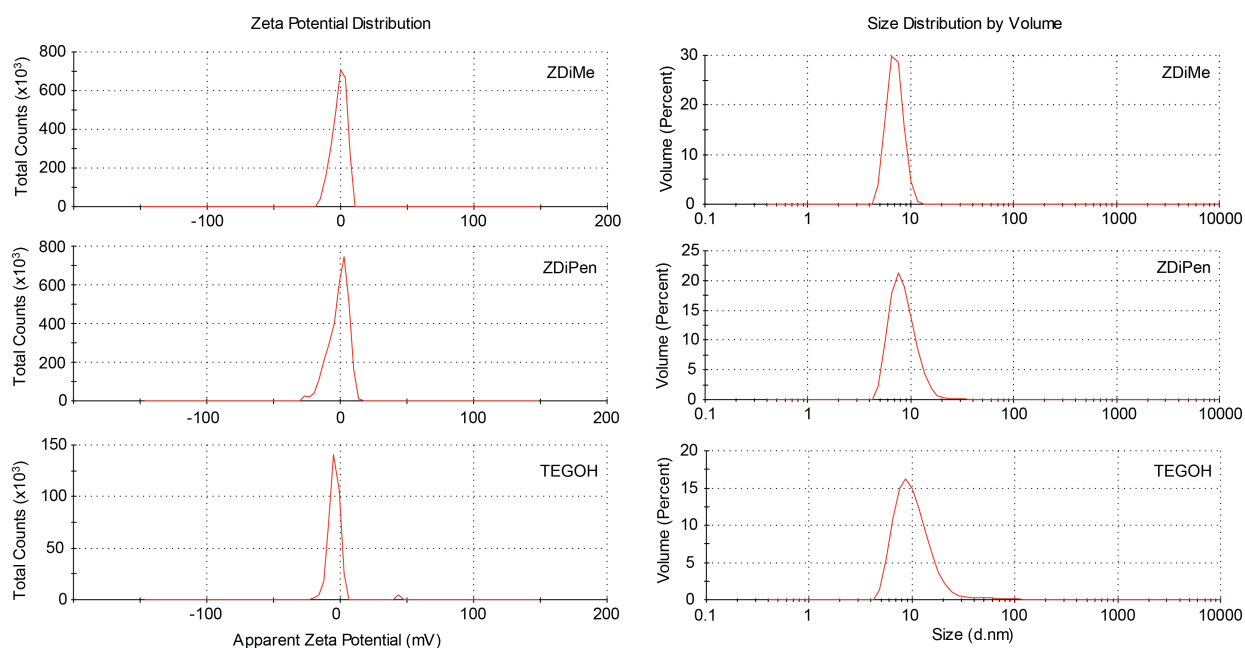 Zeta Potential Distribution
Total Counts (x10³)
800
600
400
200
0
ZDiMe
-100 0 100 200
Total Counts (x10³)
800
600
400
200
0
ZDiPen
-100 0 100 200
Total Counts (x10³)
150
100
50
0
TEGOH
-100 0 100 200
Apparent Zeta Potential (mV)
Size Distribution by Volume
Volume (Percent)
30
20
10
0
ZDiMe
0.1 1 10 100 1000 10000
Volume (Percent)
25
20
15
10
5
0
ZDiPen
0.1 1 10 100 1000 10000
Volume (Percent)
20
15
10
5
0
TEGOH
0.1 1 10 100 1000 10000
Size (d.nm)